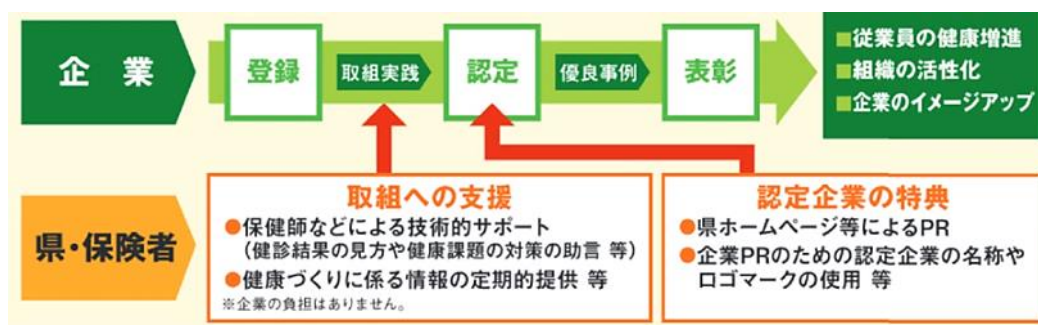 企業
登録
取組実践
認定
優良事例
表彰
■従業員の健康増進
■組織の活性化
■企業のイメージアップ
県・保険者
取組への支援
●保健師などによる技術的サポート
(健診結果の見方や健康課題の対策の助言 等)
●健康づくりに係る情報の定期的提供 等
※企業の負担はありません。
認定企業の特典
●県ホームページ等によるPR
●企業PRのための認定企業の名称や
ロゴマークの使用 等